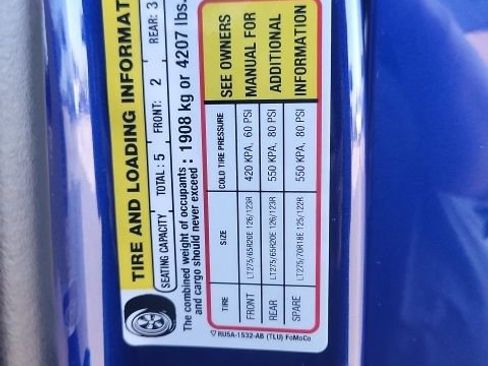 TIRE AND LOADING INFORMAT
SEATING CAPACITY TOTAL : 5 FRONT: 2 REAR: 3
The combined weight of occupants : 1908 kg or 4207 lbs.
and cargo should never exceed
TIRE SIZE COLD TIRE PRESSURE
FRONT LT275/65R20E 126/123R 420 KPA, 60 PSI
REAR LT275/65R20E 126/123R 550 KPA, 80 PSI
SPARE LT275/70R18E 125/122R 550 KPA, 80 PSI
SEE OWNERS
MANUAL FOR
ADDITIONAL
INFORMATION
RU5A-1532-AB (TLU) FoMoCo